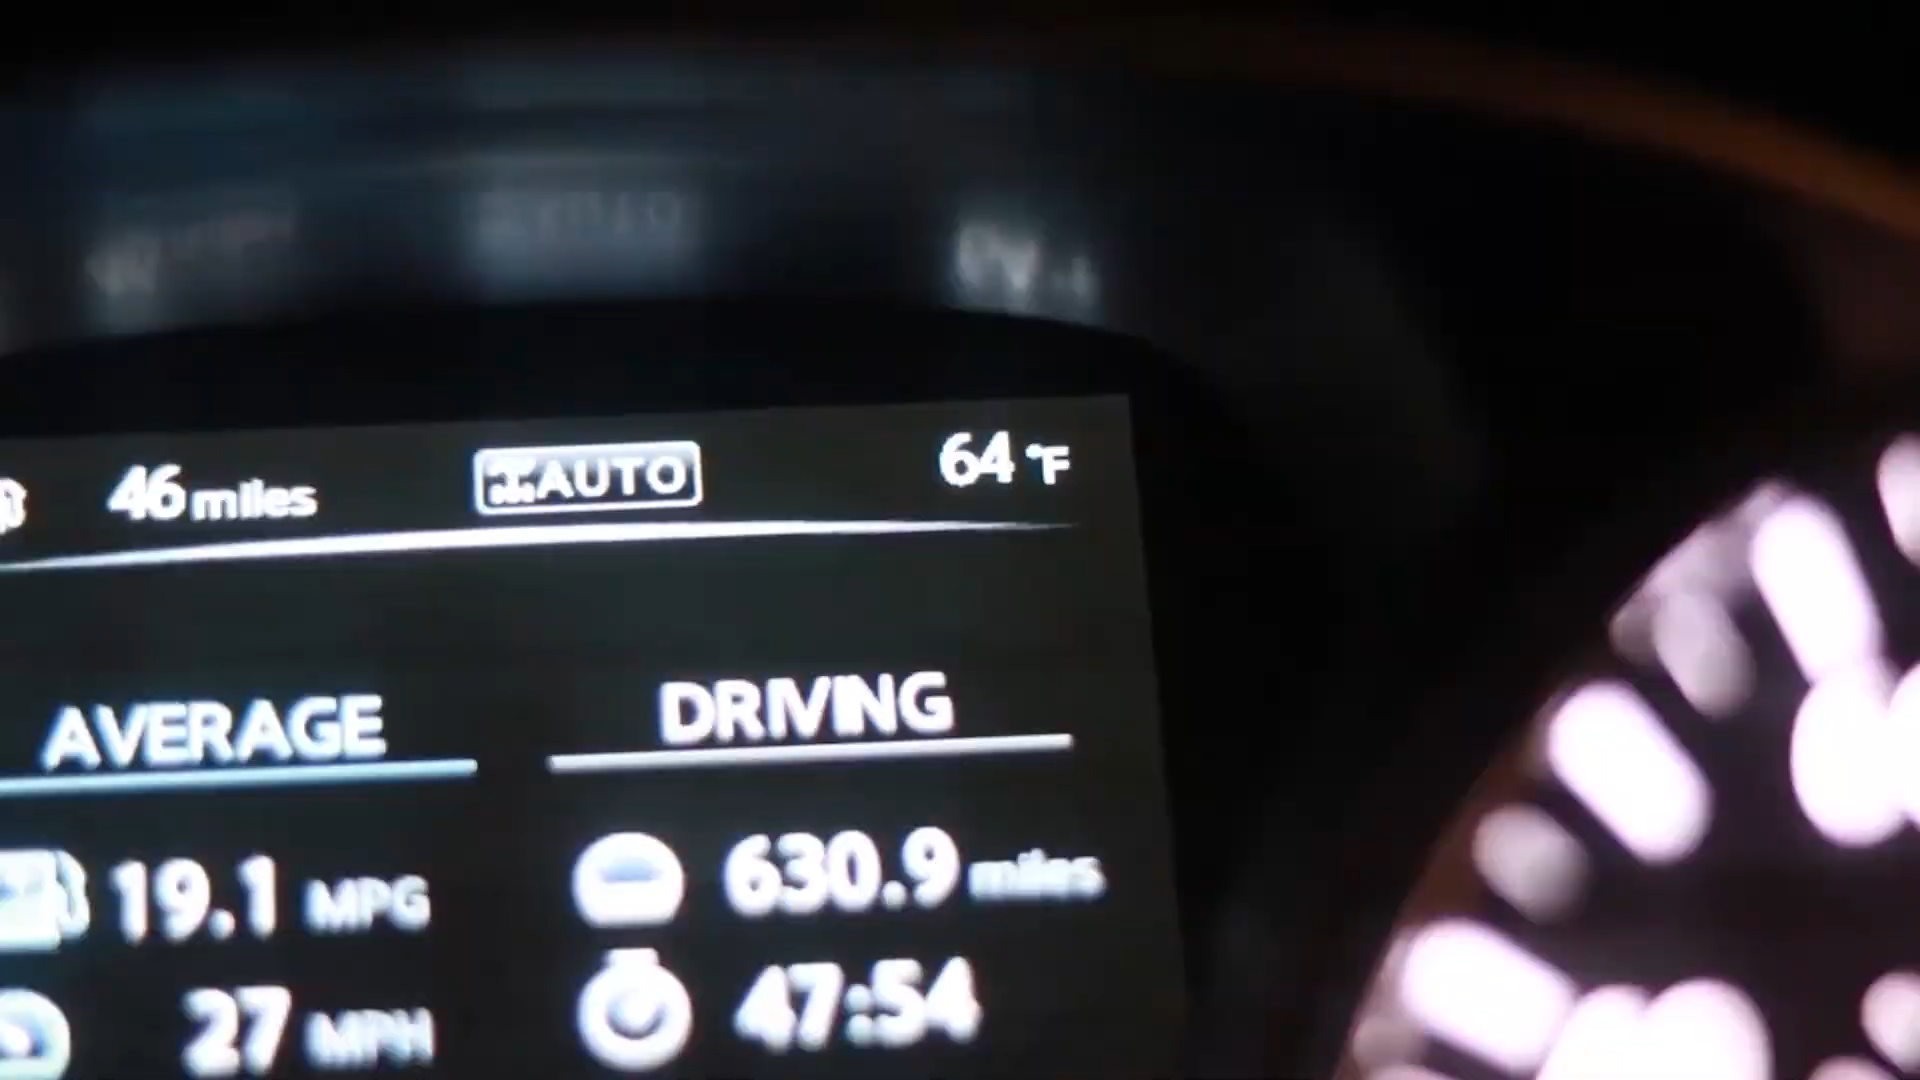 46 miles AUTO 64 °F
AVERAGE DRIVING
19.1 MPG 630.9 miles
27 MPH 47:54